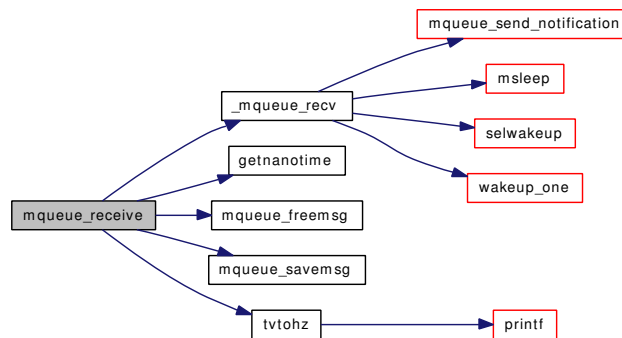 mqueue_send_notification
msleep
_mqueue_recv
selwakeup
getnanotime
wakeup_one
mqueue_receive
mqueue_freemsg
mqueue_savemsg
tvtohz
printf